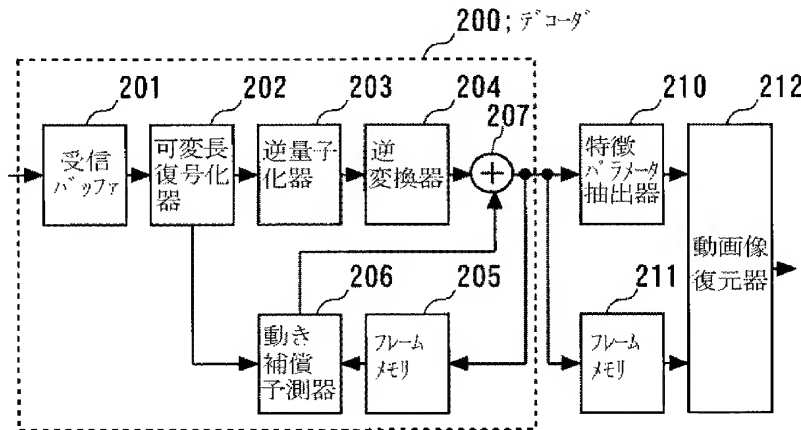 200;デコーダ
201
202
203
204
207
210
212
受信
バッファ
可変長
復号化
器
逆量子
化器
逆
変換器
+
特徴
パラメータ
抽出器
動画像
復元器
206
205
211
動き
補償
予測器
フレーム
メモリ
フレーム
メモリ